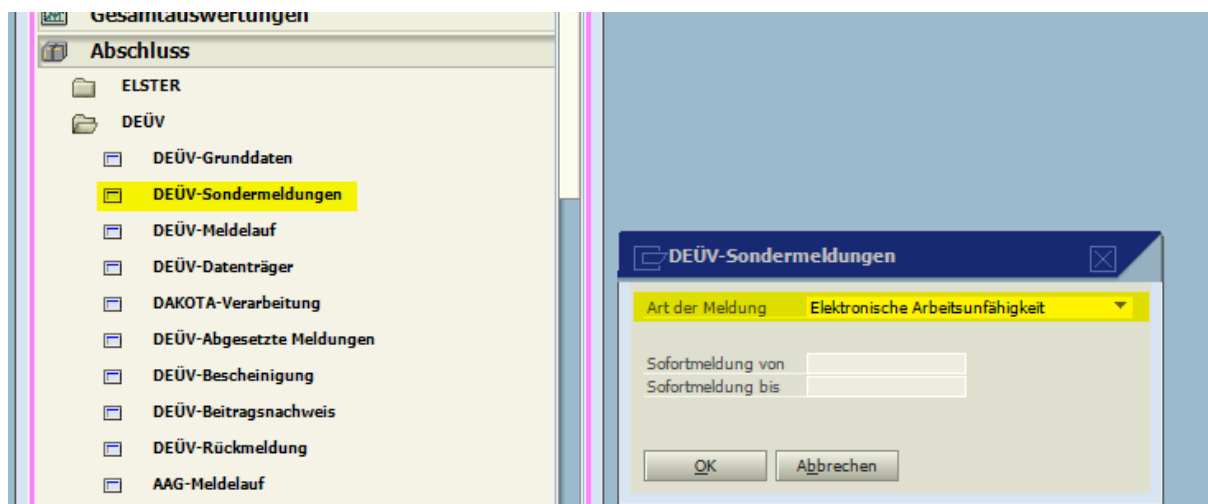 Gesamtauswertungen
Abschluss
ELSTER
DEÜV
DEÜV-Grunddaten
DEÜV-Sondermeldungen
DEÜV-Meldelauf
DEÜV-Datenträger
DAKOTA-Verarbeitung
DEÜV-Abgesetzte Meldungen
DEÜV-Bescheinigung
DEÜV-Beitragsnachweis
DEÜV-Rückmeldung
AAG-Meldelauf
DEÜV-Sondermeldungen
Art der Meldung Elektronische Arbeitsunfähigkeit
Sofortmeldung von
Sofortmeldung bis
OK Abbrechen